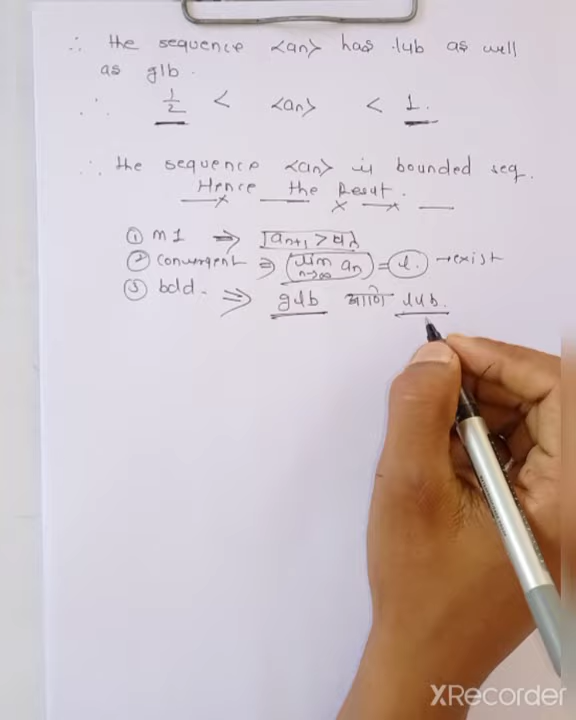 ∴ the sequence <an> has lub as well
as glb.
∴ 1/2 < <an> < 1.
∴ the sequence <an> is bounded seq.
Hence the Result.
① m↑ ⇒ an+1 > an
② convergent ⇒ lim n→∞ an = l. → exist
③ bdd. ⇒ glb आणि lub.
XRecorder